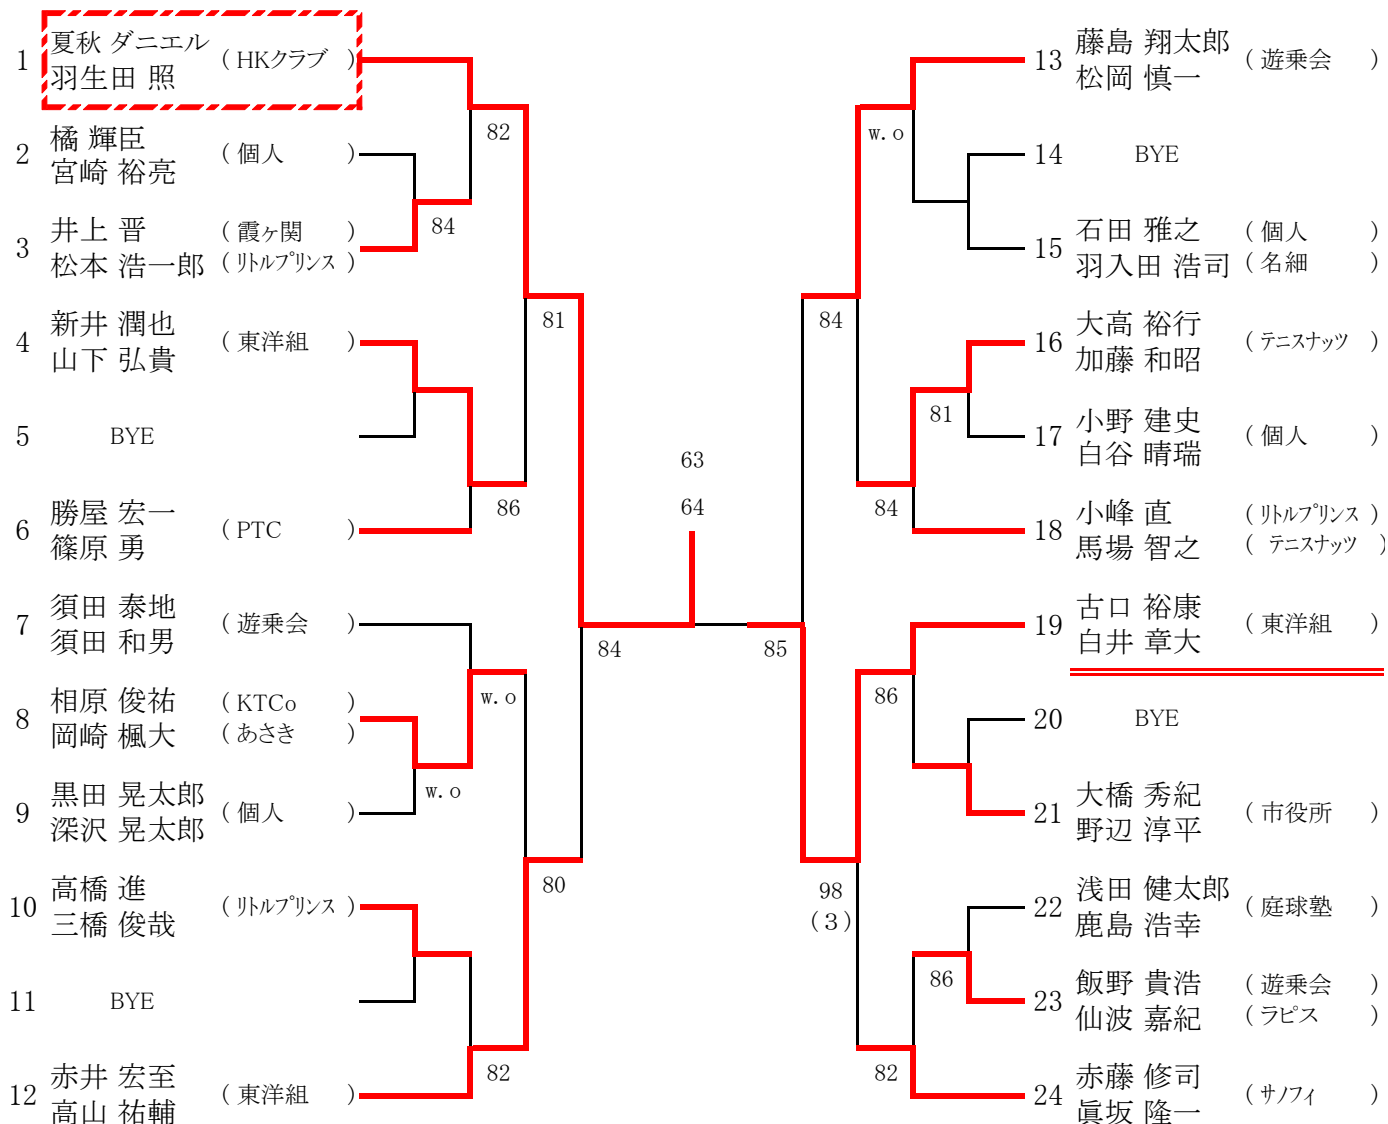 1 夏秋 ダニエル ( HKクラブ )
羽生田 照
82
2 橘 輝臣 ( 個人 )
宮崎 裕亮
84
3 井上 晋 ( 霞ヶ関 )
松本 浩一郎 ( リトルプリンス )
81
4 新井 潤也 ( 東洋組 )
山下 弘貴
5 BYE
86
6 勝屋 宏一 ( PTC )
篠原 勇
7 須田 泰地 ( 遊乗会 )
須田 和男
84
w.o
8 相原 俊祐 ( KTCo )
岡崎 楓大 ( あさき )
w.o
9 黒田 晃太郎 ( 個人 )
深沢 晃太郎
80
10 高橋 進 ( リトルプリンス )
三橋 俊哉
11 BYE
82
12 赤井 宏至 ( 東洋組 )
高山 祐輔
63
64
13 藤島 翔太郎 ( 遊乗会 )
松岡 慎一
w.o
14 BYE
15 石田 雅之 ( 個人 )
羽入田 浩司 ( 名細 )
84
16 大高 裕行 ( テニスナッツ )
加藤 和昭
81
17 小野 建史 ( 個人 )
白谷 晴瑞
84
18 小峰 直 ( リトルプリンス )
馬場 智之 ( テニスナッツ )
19 古口 裕康 ( 東洋組 )
白井 章大
85
86
20 BYE
21 大橋 秀紀 ( 市役所 )
野辺 淳平
98
(3)
22 浅田 健太郎 ( 庭球塾 )
鹿島 浩幸
86
23 飯野 貴浩 ( 遊乗会 )
仙波 嘉紀 ( ラピス )
82
24 赤藤 修司 ( サノフィ )
眞坂 隆一